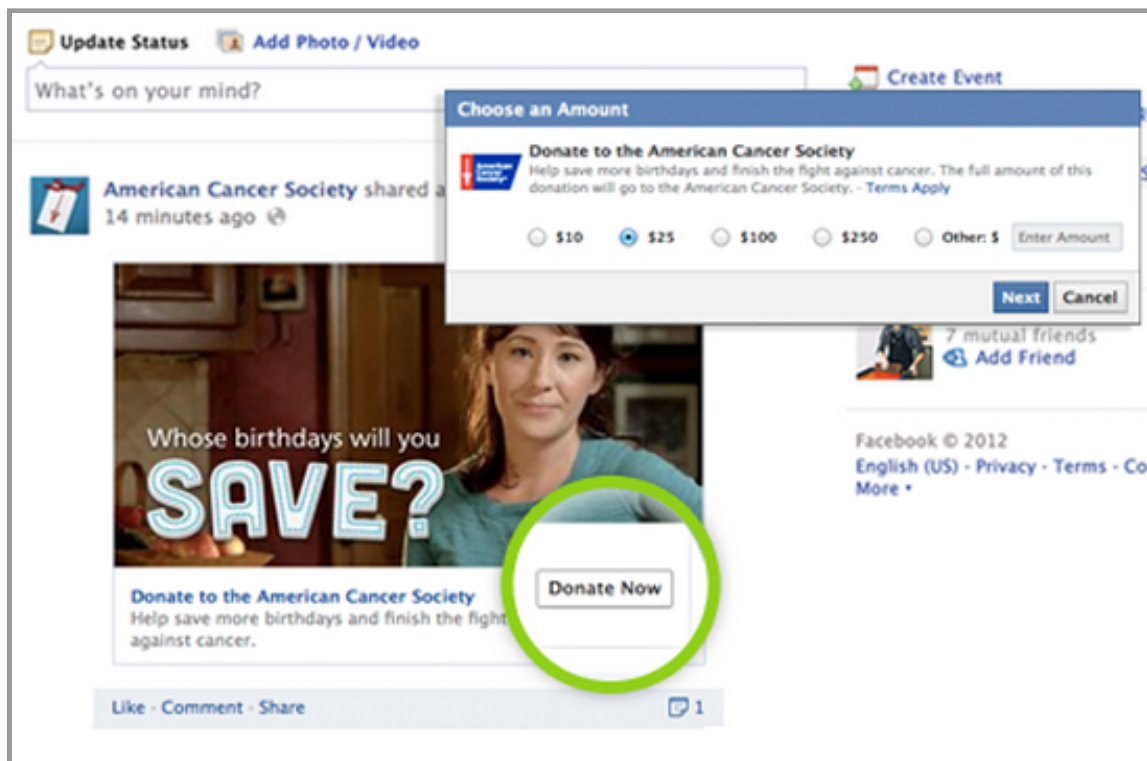 Update Status Add Photo / Video
What's on your mind?
Create Event
Choose an Amount
Donate to the American Cancer Society
Help save more birthdays and finish the fight against cancer. The full amount of this
donation will go to the American Cancer Society. - Terms Apply
American Cancer Society
$10 $25 $100 $250 Other: $ Enter Amount
Next Cancel
American Cancer Society shared
14 minutes ago
7 mutual friends
Add Friend
Whose birthdays will you
SAVE?
Facebook © 2012
English (US) - Privacy - Terms - Co
More
Donate to the American Cancer Society
Help save more birthdays and finish the fight
against cancer.
Donate Now
Like · Comment · Share 1